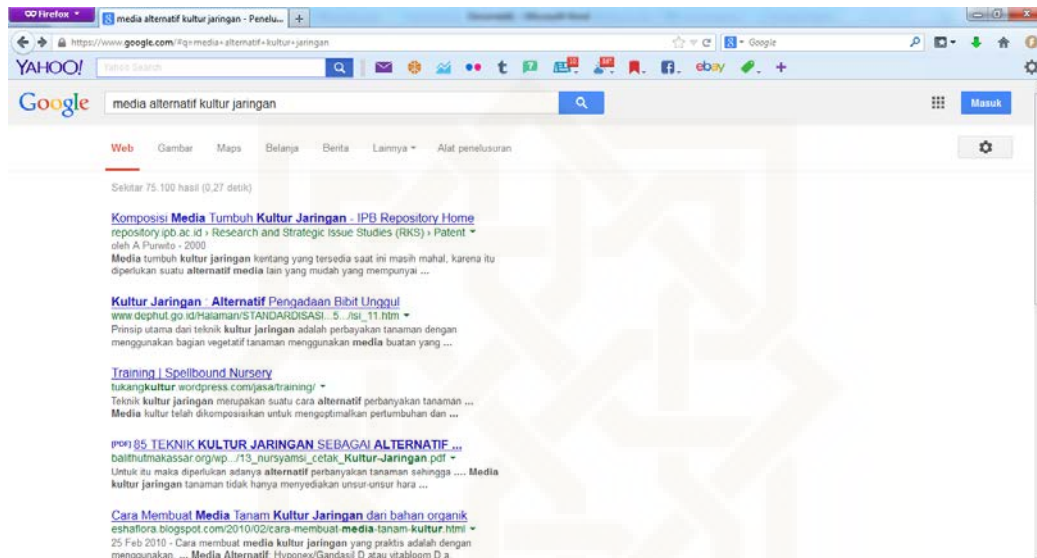 Firefox
media alternatif kultur jaringan - Penelu...
https://www.google.com/#q=media+alternatif+kultur+jaringan
Google
YAHOO!
Yahoo Search
ebay
Google
media alternatif kultur jaringan
Masuk
Web Gambar Maps Belanja Berita Lainnya Alat penelusuran
Sekitar 75.100 hasil (0,27 detik)
Komposisi Media Tumbuh Kultur Jaringan - IPB Repository Home
repository.ipb.ac.id › Research and Strategic Issue Studies (RKS) › Patent
oleh A Purwito - 2000
Media tumbuh kultur jaringan kentang yang tersedia saat ini masih mahal, karena itu
diperlukan suatu alternatif media lain yang mudah yang mempunyai ...
Kultur Jaringan : Alternatif Pengadaan Bibit Unggul
www.dephut.go.id/Halaman/STANDARDISASI...5.../isi_11.htm
Prinsip utama dari teknik kultur jaringan adalah perbayakan tanaman dengan
menggunakan bagian vegetatif tanaman menggunakan media buatan yang ...
Training | Spellbound Nursery
tukangkultur.wordpress.com/jasa/training/
Teknik kultur jaringan merupakan suatu cara alternatif perbanyakan tanaman ...
Media kultur telah dikomposisikan untuk mengoptimalkan pertumbuhan dan ...
[PDF] 85 TEKNIK KULTUR JARINGAN SEBAGAI ALTERNATIF ...
balithutmakassar.org/wp.../13_nursyamsi_cetak_Kultur-Jaringan.pdf
Untuk itu maka diperlukan adanya alternatif perbanyakan tanaman sehingga .... Media
kultur jaringan tanaman tidak hanya menyediakan unsur-unsur hara ...
Cara Membuat Media Tanam Kultur Jaringan dari bahan organik
eshaflora.blogspot.com/2010/02/cara-membuat-media-tanam-kultur.html
25 Feb 2010 - Cara membuat media kultur jaringan yang praktis adalah dengan
menggunakan. ... Media Alternatif. Hyponex/Gandasil D atau vitabloom D a